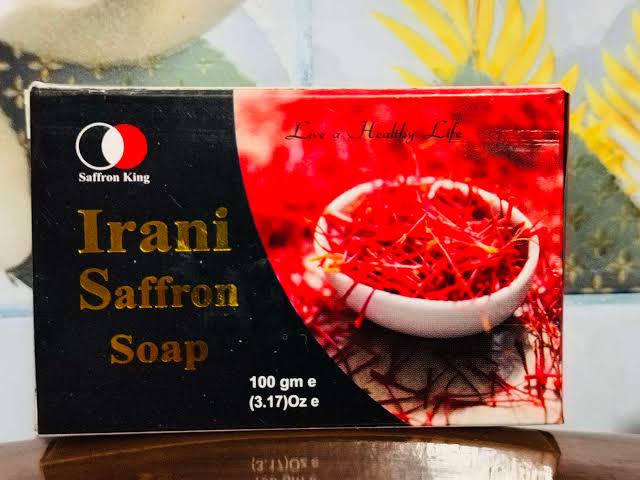 Live a Healthy Life
Saffron King
Irani
Saffron
Soap
100 gm e
(3.17)Oz e